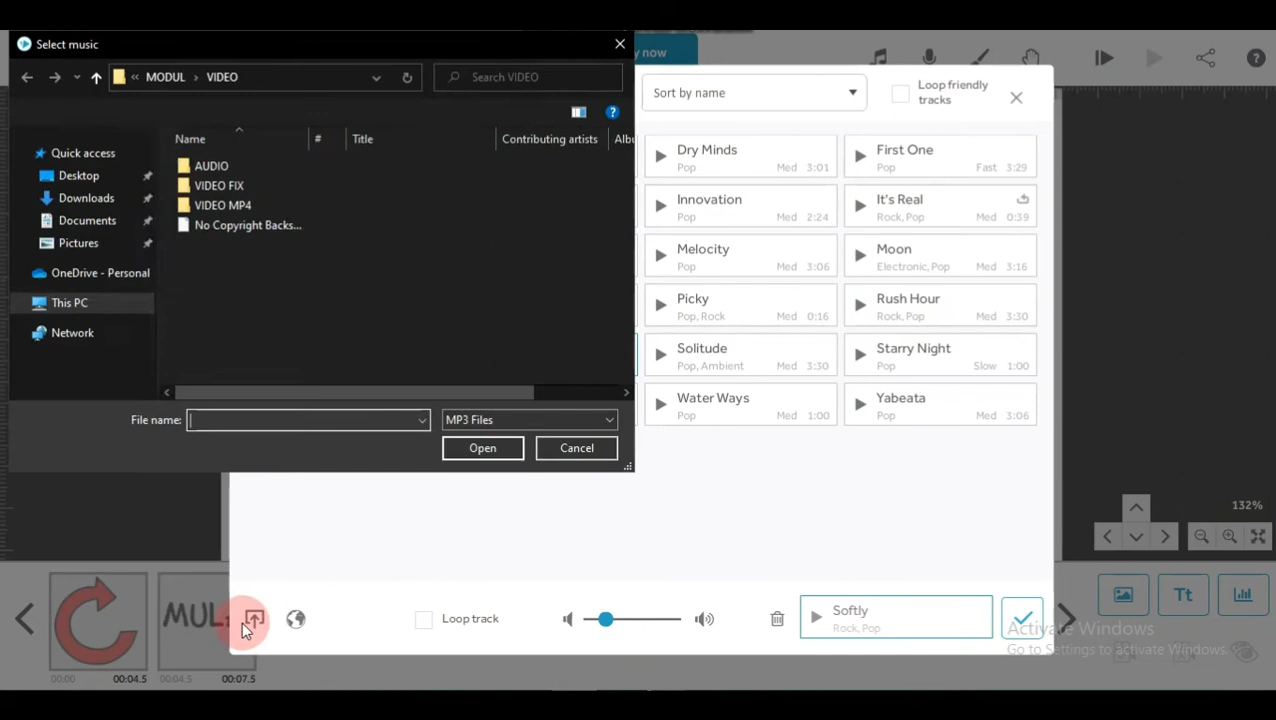 Select music
y now
MODUL › VIDEO
Search VIDEO
Sort by name
Loop friendly
tracks
Name
#
Title
Contributing artists
Albu
Quick access
Desktop
Downloads
Documents
Pictures
OneDrive - Personal
This PC
Network
AUDIO
VIDEO FIX
VIDEO MP4
No Copyright Backs...
Dry Minds
Pop Med 3:01
First One
Pop Fast 3:29
Innovation
Pop Med 2:24
It's Real
Rock, Pop Med 0:39
Melocity
Pop Med 3:06
Moon
Electronic, Pop Med 3:16
Picky
Pop, Rock Med 0:16
Rush Hour
Rock, Pop Med 3:30
Solitude
Pop, Ambient Med 3:30
Starry Night
Pop Slow 1:00
Water Ways
Pop Med 1:00
Yabeata
Pop Med 3:06
File name:
MP3 Files
Open
Cancel
132%
MUL
Loop track
Softly
Rock, Pop
Tt
Activate Windows
Go to Settings to activate Windows.
00:00 00:04.5
00:04.5 00:07.5